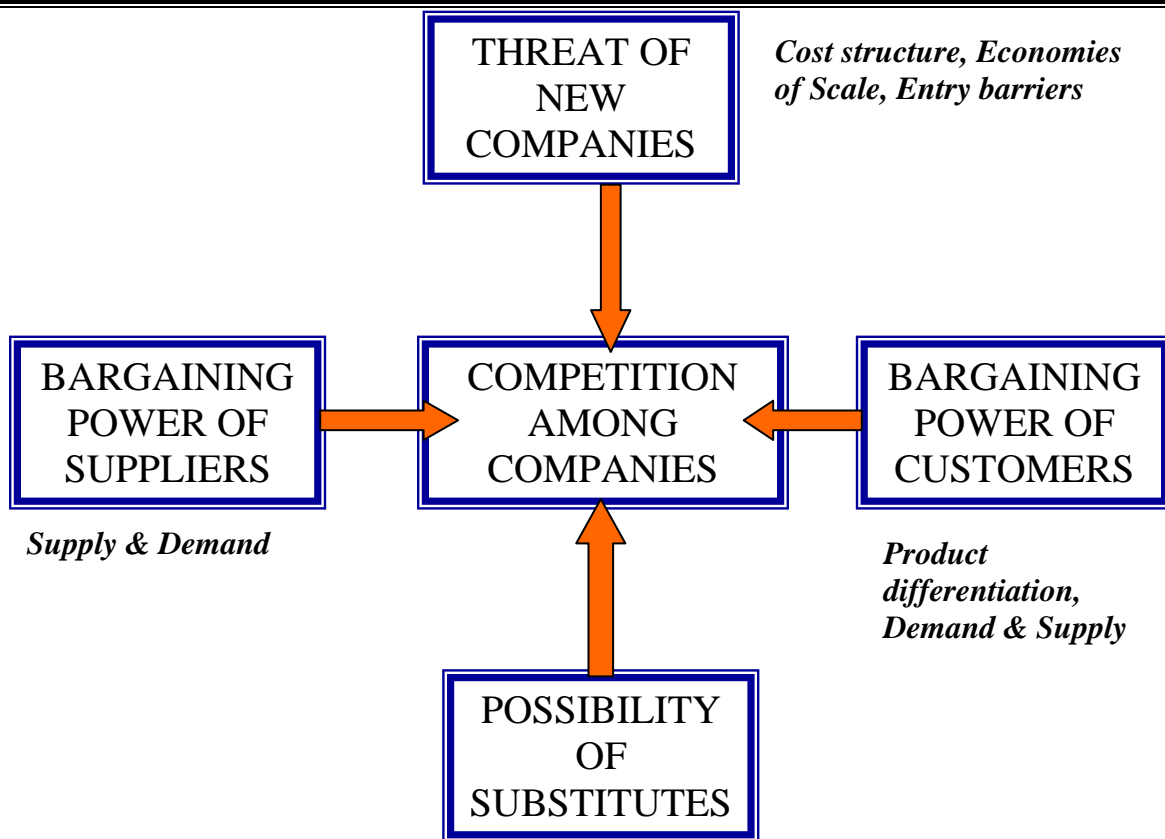 THREAT OF
NEW
COMPANIES
Cost structure, Economies
of Scale, Entry barriers
BARGAINING
POWER OF
SUPPLIERS
COMPETITION
AMONG
COMPANIES
BARGAINING
POWER OF
CUSTOMERS
Supply & Demand
Product
differentiation,
Demand & Supply
POSSIBILITY
OF
SUBSTITUTES